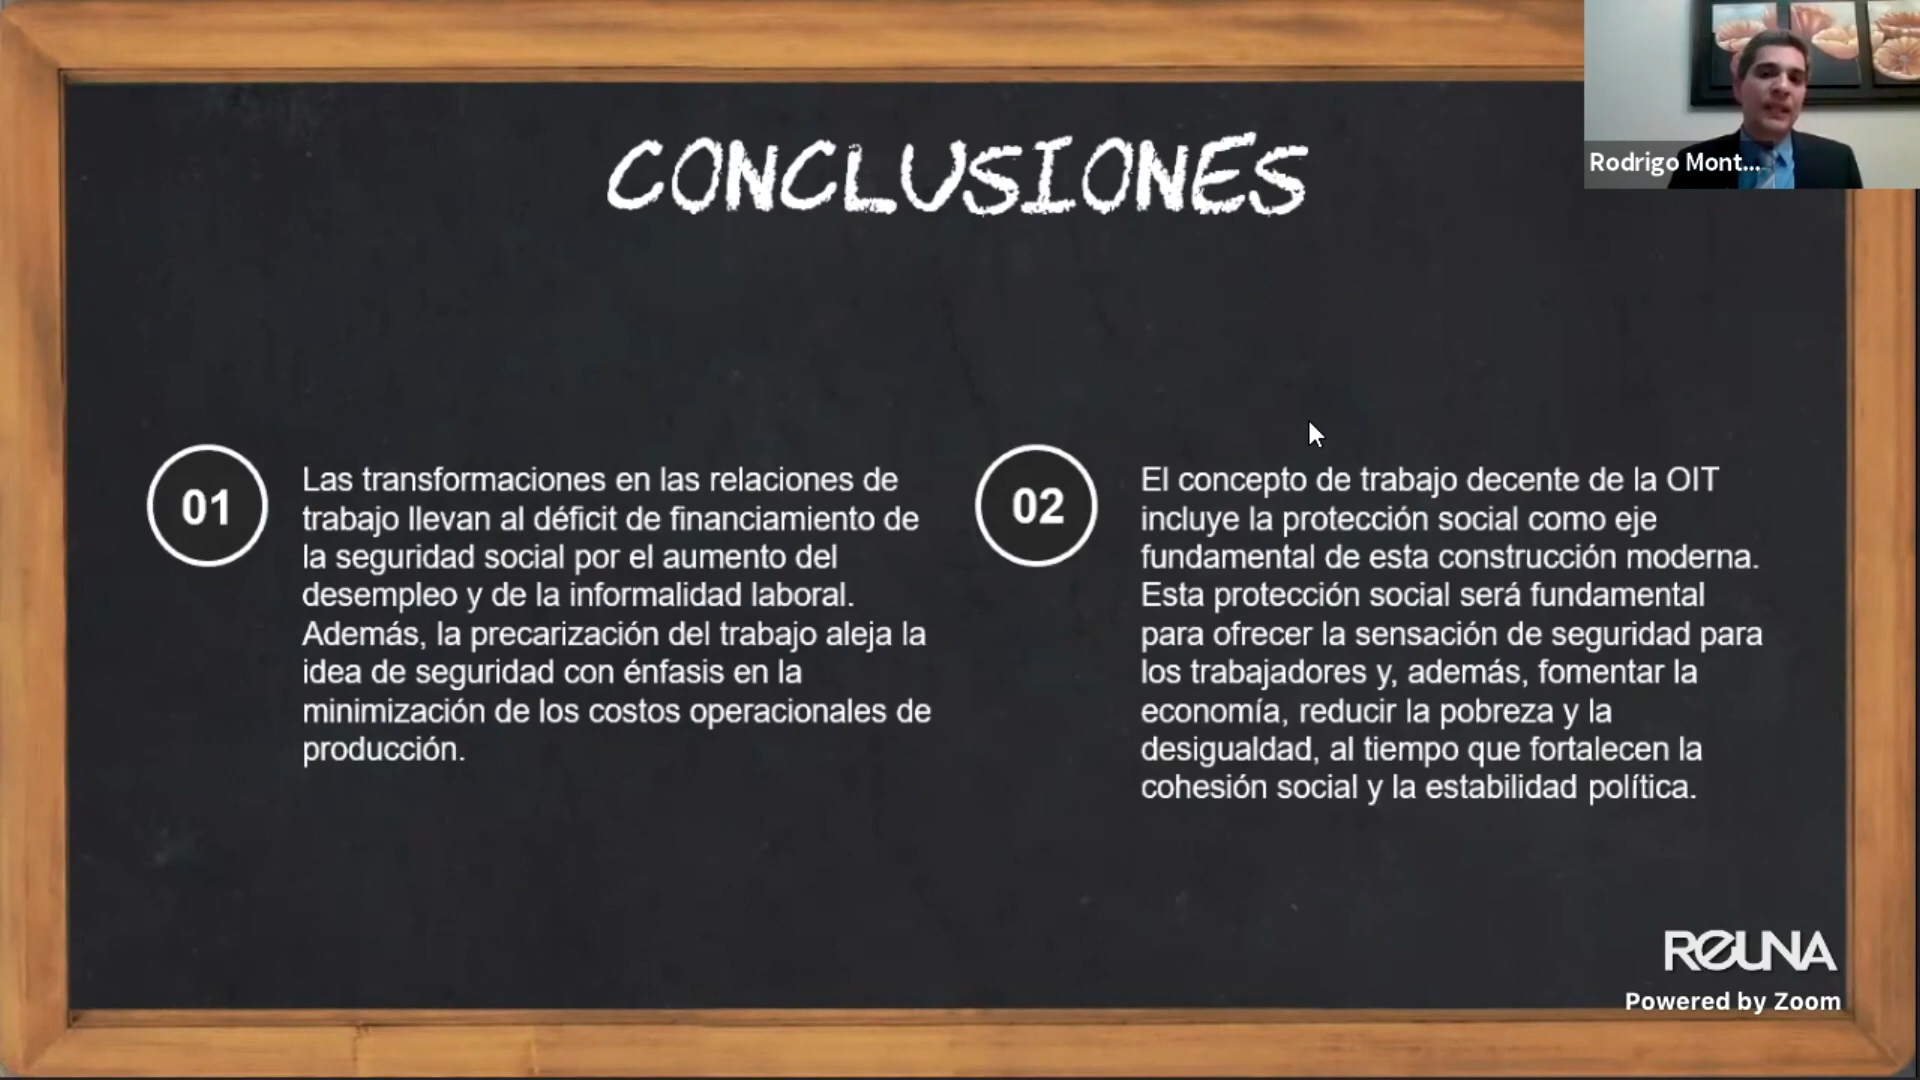 CONCLUSIONES
Rodrigo Mont...
01
Las transformaciones en las relaciones de
trabajo llevan al déficit de financiamiento de
la seguridad social por el aumento del
desempleo y de la informalidad laboral.
Además, la precarización del trabajo aleja la
idea de seguridad con énfasis en la
minimización de los costos operacionales de
producción.
02
El concepto de trabajo decente de la OIT
incluye la protección social como eje
fundamental de esta construcción moderna.
Esta protección social será fundamental
para ofrecer la sensación de seguridad para
los trabajadores y, además, fomentar la
economía, reducir la pobreza y la
desigualdad, al tiempo que fortalecen la
cohesión social y la estabilidad política.
REUNA
Powered by Zoom